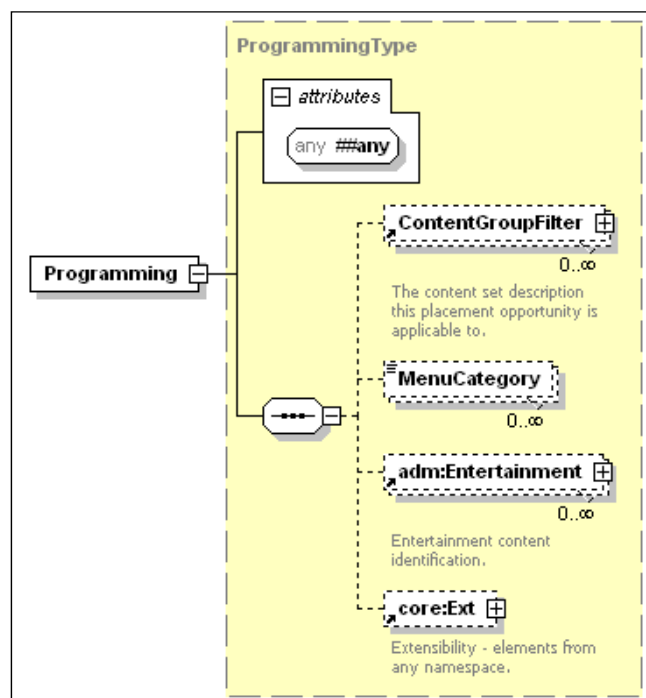 ProgrammingType
attributes
any ##any
Programming
ContentGroupFilter
0..∞
The content set description
this placement opportunity is
applicable to.
MenuCategory
0..∞
adm:Entertainment
0..∞
Entertainment content
identification.
core:Ext
Extensibility - elements from
any namespace.